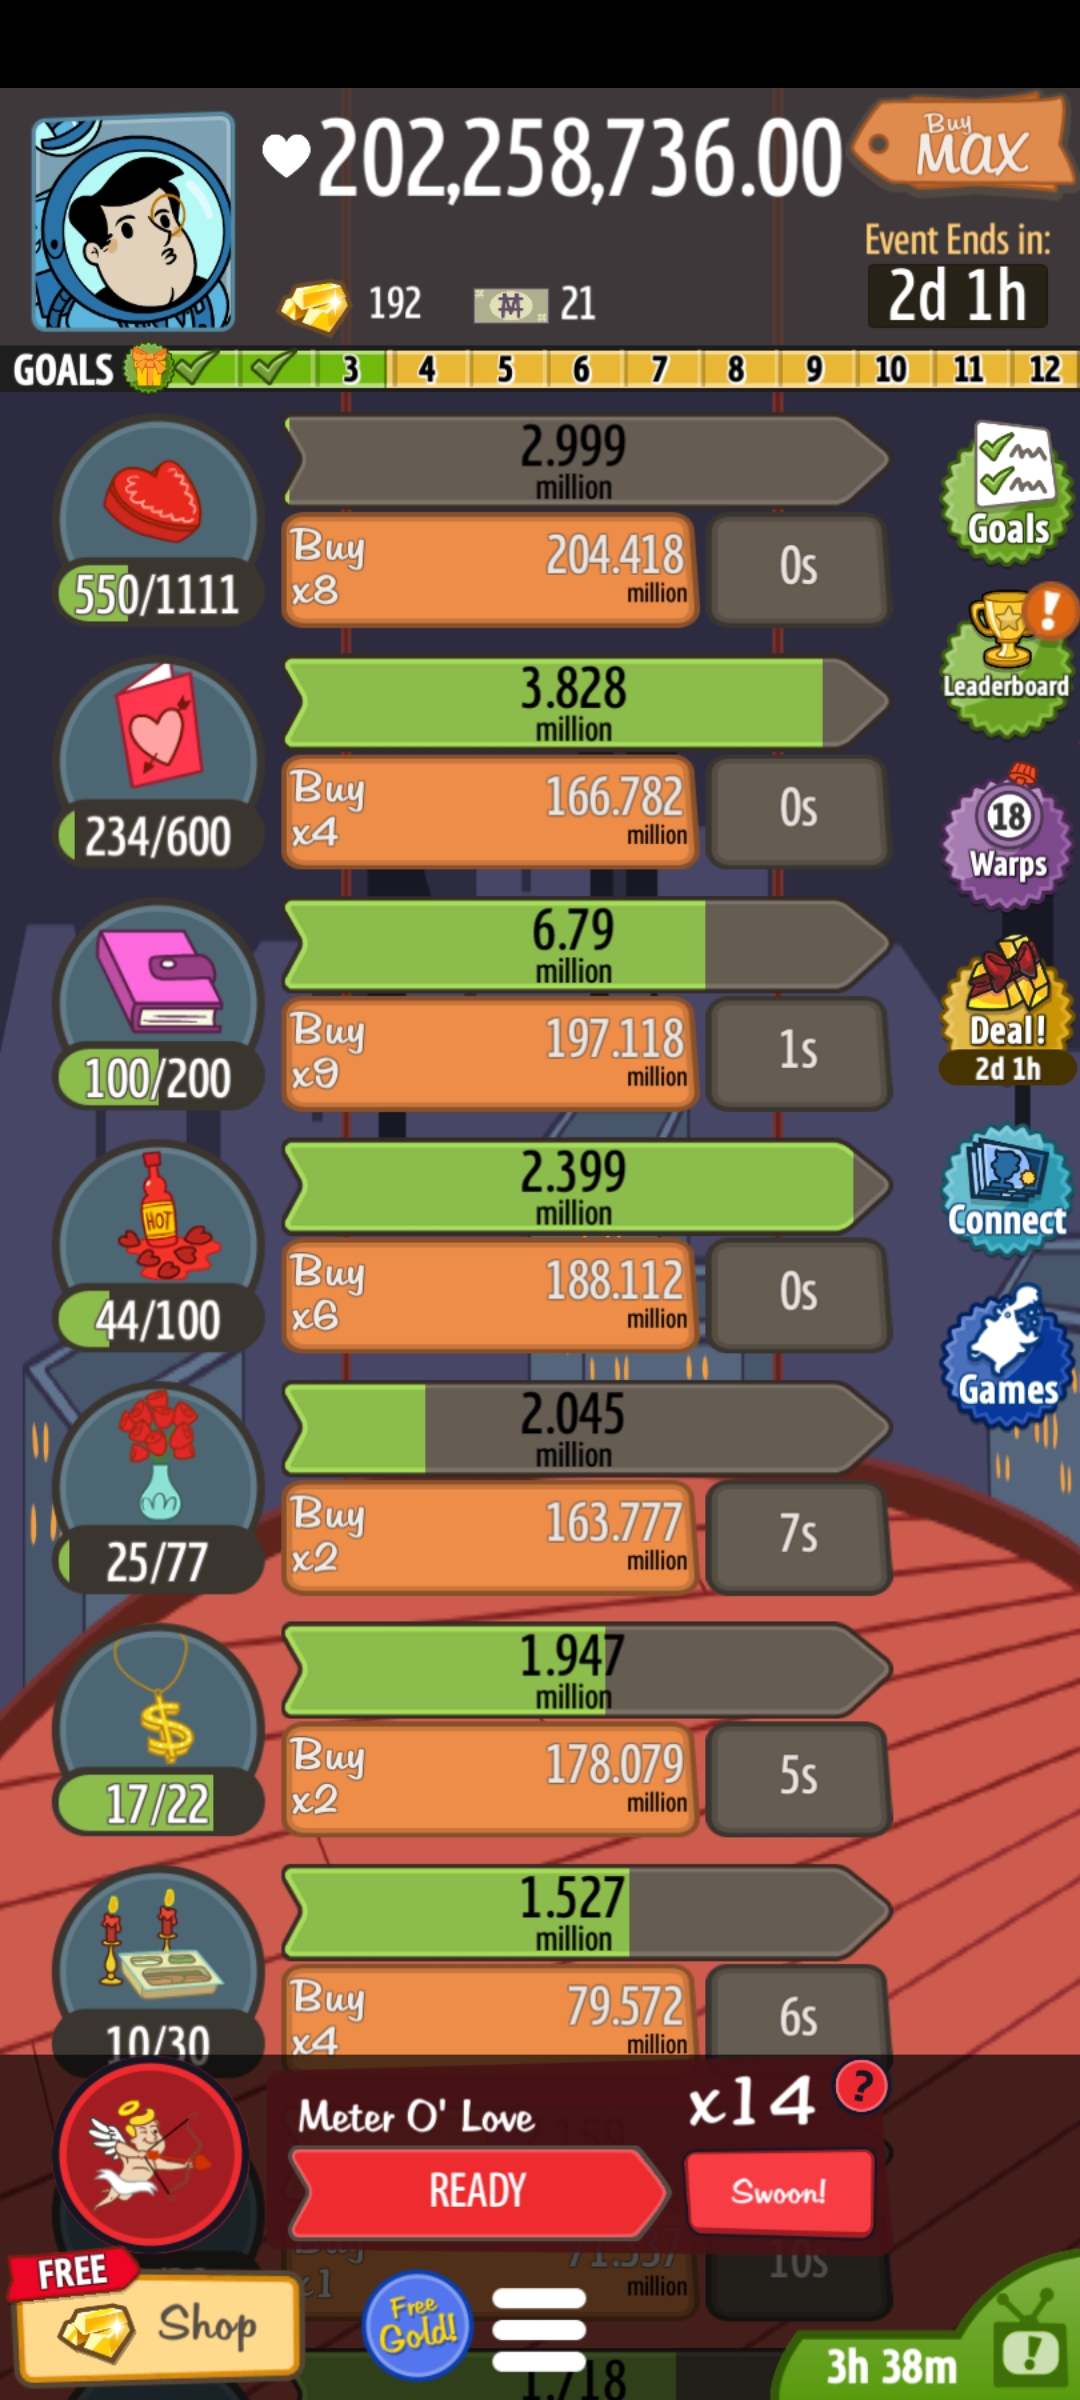 202,258,736.00
Buy
MAX
Event Ends in:
192
21
2d 1h
GOALS 3 4 5 6 7 8 9 10 11 12
2.999
million
Buy
x8
204.418
million
0s
550/1111
Goals
3.828
million
Buy
x4
166.782
million
0s
234/600
Leaderboard
18
Warps
6.79
million
Buy
x9
197.118
million
1s
100/200
Deal!
2d 1h
2.399
million
HOT
Buy
x6
188.112
million
0s
44/100
Connect
Games
2.045
million
Buy
x2
163.777
million
7s
25/77
1.947
million
Buy
x2
178.079
million
5s
17/22
1.527
million
Buy
x4
79.572
million
6s
10/30
Meter O' Love
x14
?
READY
Swoon!
Buy
x1
million
10s
FREE
Shop
Free
Gold!
3h 38m
1.718